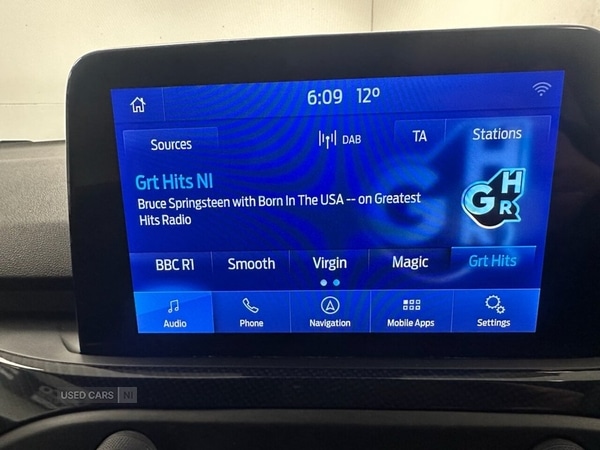 6:09 12°
Sources
DAB
TA
Stations
Grt Hits NI
Bruce Springsteen with Born In The USA -- on Greatest
Hits Radio
GHR
BBC R1
Smooth
Virgin
Magic
Grt Hits
Audio
Phone
Navigation
Mobile Apps
Settings
USED CARS NI